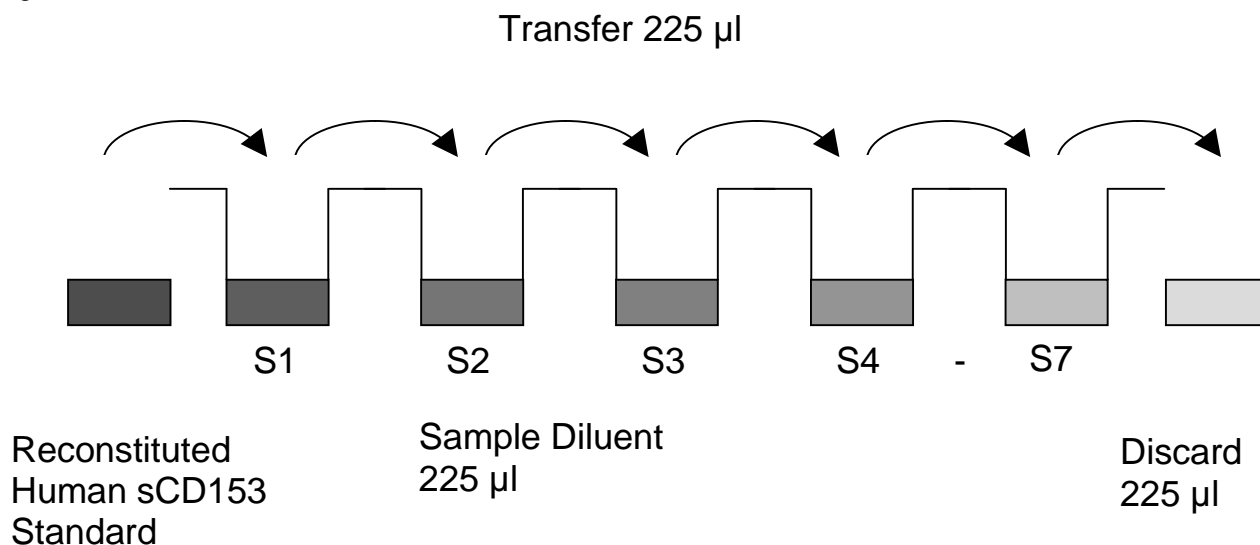 Transfer 225 µl
S1 S2 S3 S4 - S7
Reconstituted
Human sCD153
Standard
Sample Diluent
225 µl
Discard
225 µl